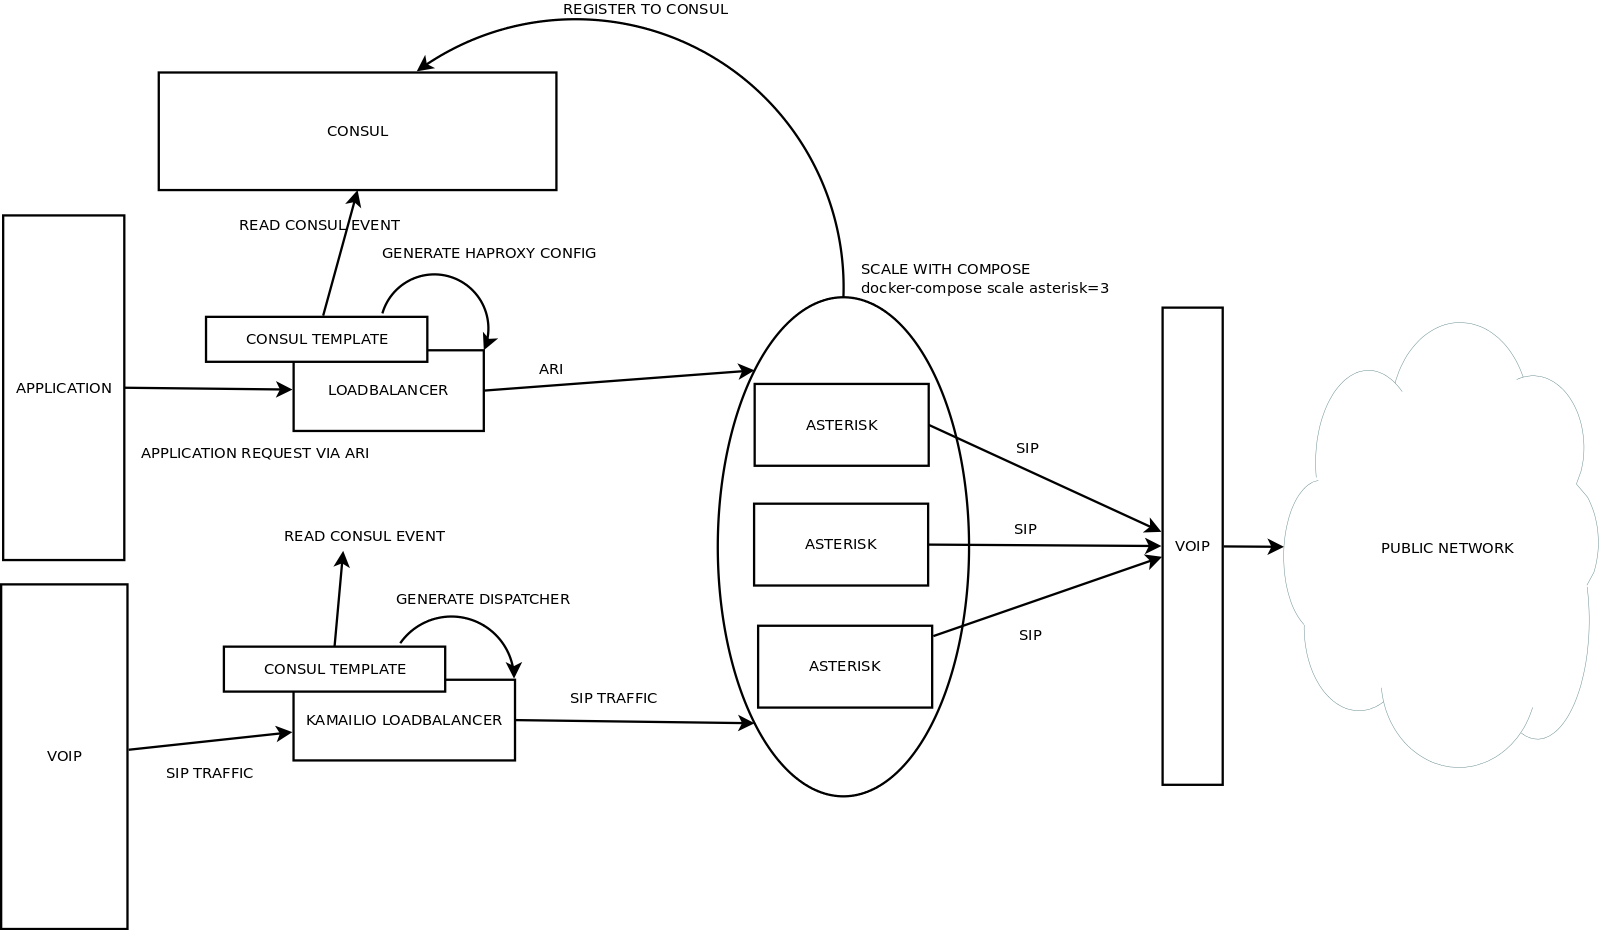 REGISTER TO CONSUL
CONSUL
READ CONSUL EVENT
GENERATE HAPROXY CONFIG
SCALE WITH COMPOSE
docker-compose scale asterisk=3
CONSUL TEMPLATE
APPLICATION
LOADBALANCER
ARI
APPLICATION REQUEST VIA ARI
ASTERISK
SIP
READ CONSUL EVENT
ASTERISK
SIP
VOIP
PUBLIC NETWORK
GENERATE DISPATCHER
SIP
CONSUL TEMPLATE
ASTERISK
KAMAILIO LOADBALANCER
SIP TRAFFIC
VOIP
SIP TRAFFIC